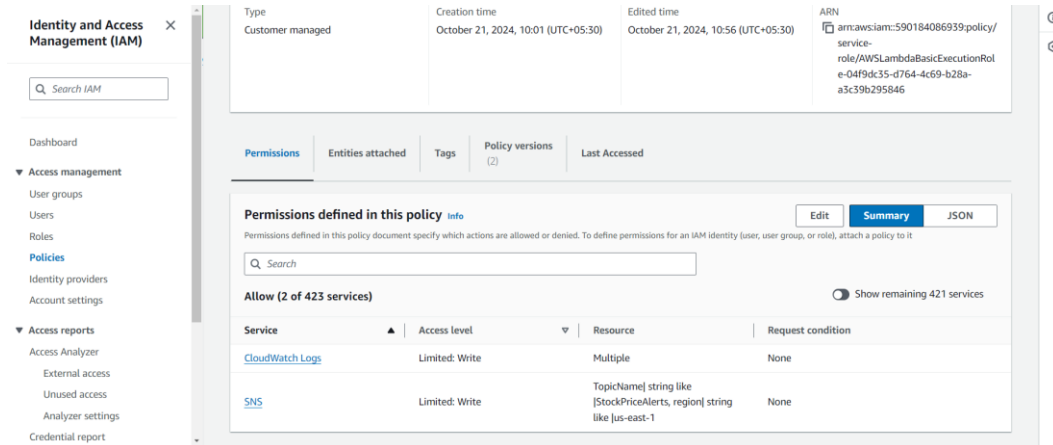 Identity and Access
Management (IAM)
Search IAM
Dashboard
Access management
User groups
Users
Roles
Policies
Identity providers
Account settings
Access reports
Access Analyzer
External access
Unused access
Analyzer settings
Credential report
Type
Customer managed
Creation time
October 21, 2024, 10:01 (UTC+05:30)
Edited time
October 21, 2024, 10:56 (UTC+05:30)
ARN
arn:aws:iam::590184086939:policy/
service-
role/AWSLambdaBasicExecutionRol
e-04f9dc35-d764-4c69-b28a-
a3c39b295846
Permissions
Entities attached
Tags
Policy versions
(2)
Last Accessed
Permissions defined in this policy Info
Edit
Summary
JSON
Permissions defined in this policy document specify which actions are allowed or denied. To define permissions for an IAM identity (user, user group, or role), attach a policy to it
Search
Allow (2 of 423 services)
Show remaining 421 services
Service
Access level
Resource
Request condition
CloudWatch Logs
Limited: Write
Multiple
None
SNS
Limited: Write
TopicName| string like
|StockPriceAlerts, region| string
like |us-east-1
None